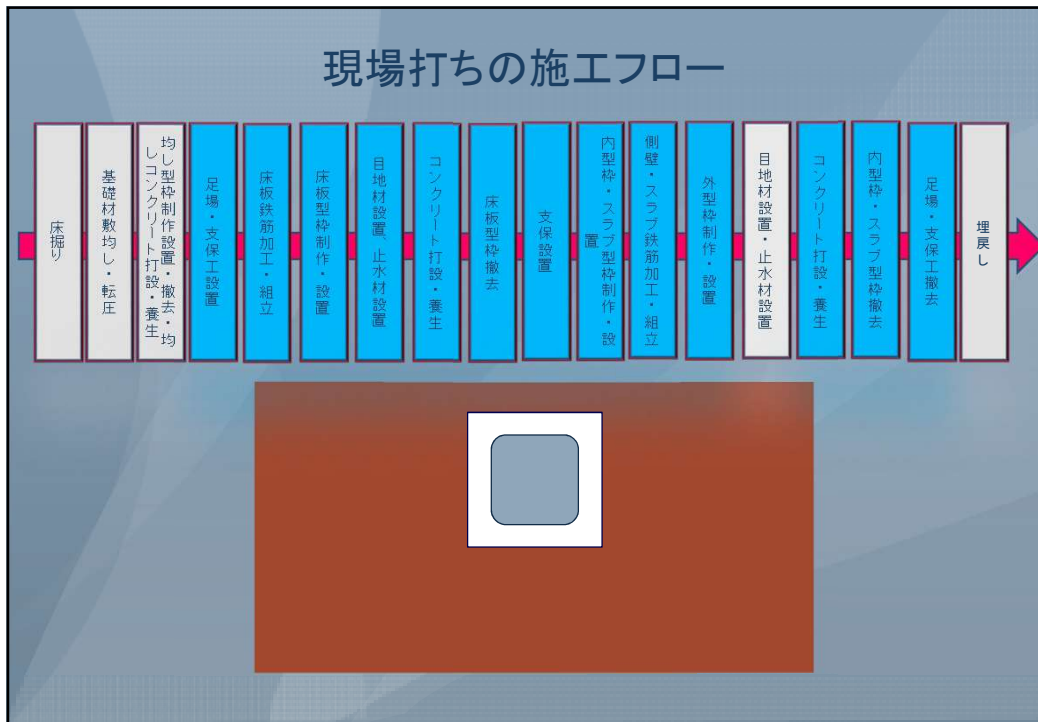 現場打ちの施工フロー
床掘り
基礎材敷均し・転圧
均し型枠制作設置・撤去・均
しコンクリート打設・養生
足場・支保工設置
床板鉄筋加工・組立
床板型枠制作・設置
目地材設置、止水材設置
コンクリート打設・養生
床板型枠撤去
支保設置
内型枠・スラブ型枠制作・設
置
側壁・スラブ鉄筋加工・組立
外型枠制作・設置
目地材設置・止水材設置
コンクリート打設・養生
内型枠・スラブ型枠撤去
足場・支保工撤去
埋戻し